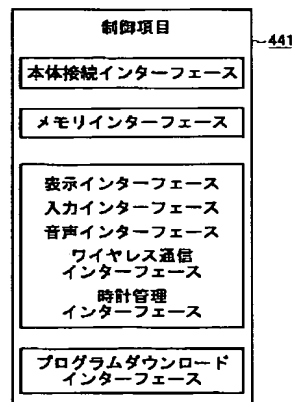 制御項目
441
本体接続インターフェース
メモリインターフェース
表示インターフェース
入力インターフェース
音声インターフェース
ワイヤレス通信
インターフェース
時計管理
インターフェース
プログラムダウンロード
インターフェース